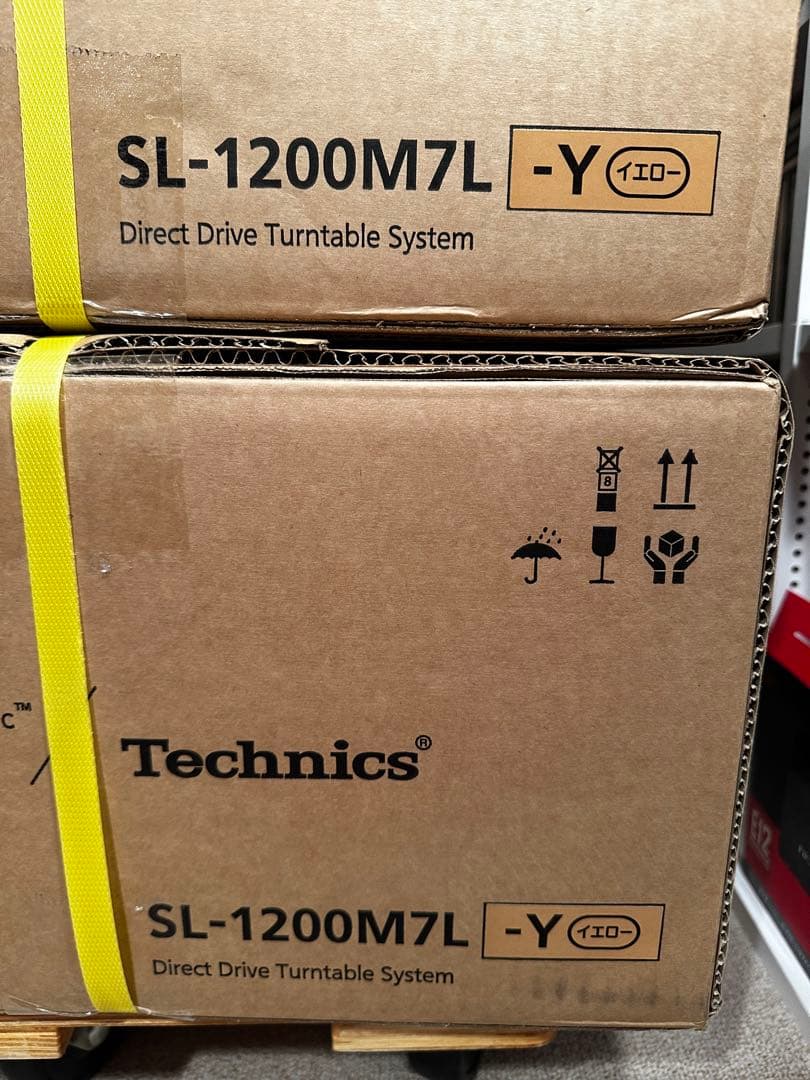 SL-1200M7L -Y イエロー
Direct Drive Turntable System
8
C™
Technics®
SL-1200M7L -Y イエロー
Direct Drive Turntable System